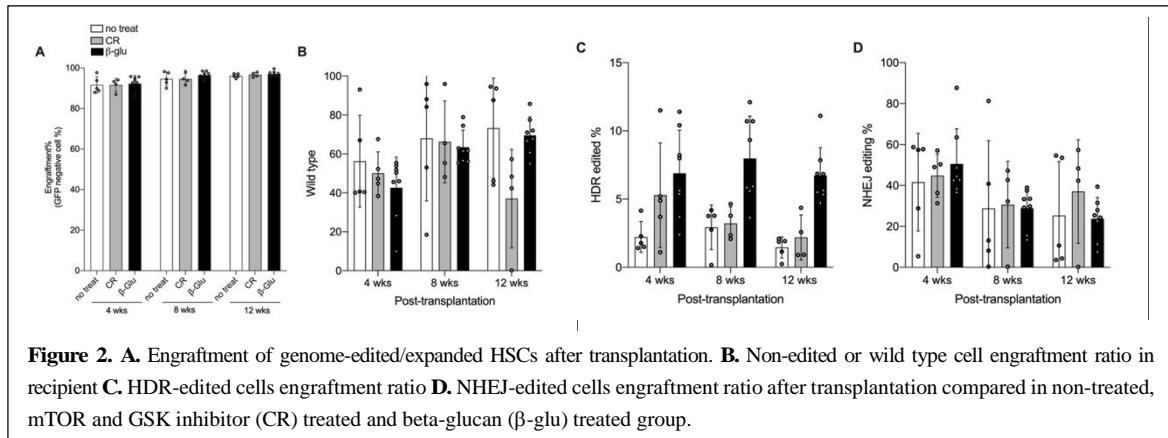 no treat
CR
β-glu
A
Engraftment%
(GFP negative cell %)
100
80
60
40
20
0
no treat
CR
β-Glu
no treat
CR
β-Glu
no treat
CR
β-Glu
4 wks
8 wks
12 wks
B
Wild type
100
80
60
40
20
0
4 wks
8 wks
12 wks
Post-transplantation
C
HDR edited %
15
10
5
0
4 wks
8 wks
12 wks
Post-transplantation
D
NHEJ editing %
100
80
60
40
20
0
4 wks
8 wks
12 wks
Post-transplantation
Figure 2. A. Engraftment of genome-edited/expanded HSCs after transplantation. B. Non-edited or wild type cell engraftment ratio in
recipient C. HDR-edited cells engraftment ratio D. NHEJ-edited cells engraftment ratio after transplantation compared in non-treated,
mTOR and GSK inhibitor (CR) treated and beta-glucan (β-glu) treated group.